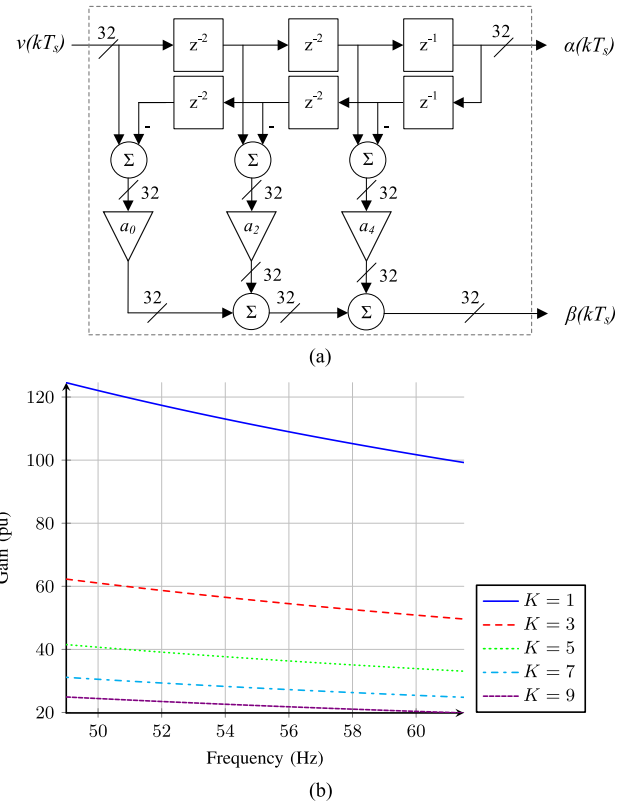 v(kTₛ) 32 z⁻² z⁻² z⁻¹ 32 α(kTₛ)
z⁻² z⁻² z⁻¹
- - -
Σ Σ Σ
32 32 32
a₀ a₂ a₄
32 32
32 Σ 32 Σ 32 β(kTₛ)
(a)
120
100
80
60
40
20
Gain (pu)
50 52 54 56 58 60
Frequency (Hz)
K = 1
K = 3
K = 5
K = 7
K = 9
(b)